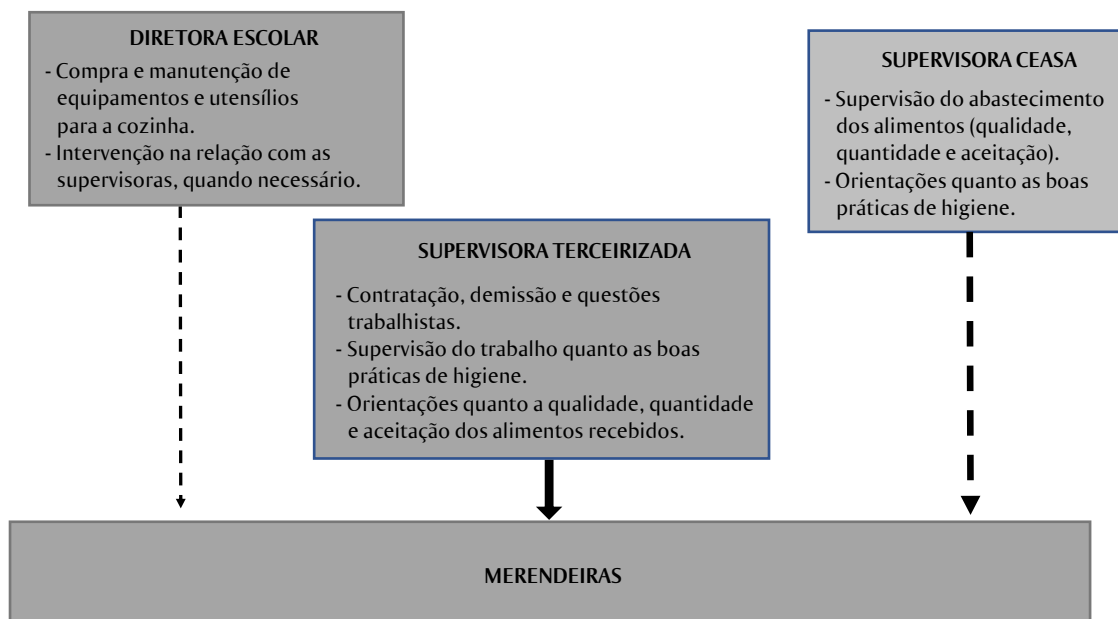 DIRETORA ESCOLAR
- Compra e manutenção de
equipamentos e utensílios
para a cozinha.
- Intervenção na relação com as
supervisoras, quando necessário.
SUPERVISORA CEASA
- Supervisão do abastecimento
dos alimentos (qualidade,
quantidade e aceitação).
- Orientações quanto as boas
práticas de higiene.
SUPERVISORA TERCEIRIZADA
- Contratação, demissão e questões
trabalhistas.
- Supervisão do trabalho quanto as boas
práticas de higiene.
- Orientações quanto a qualidade, quantidade
e aceitação dos alimentos recebidos.
MERENDEIRAS